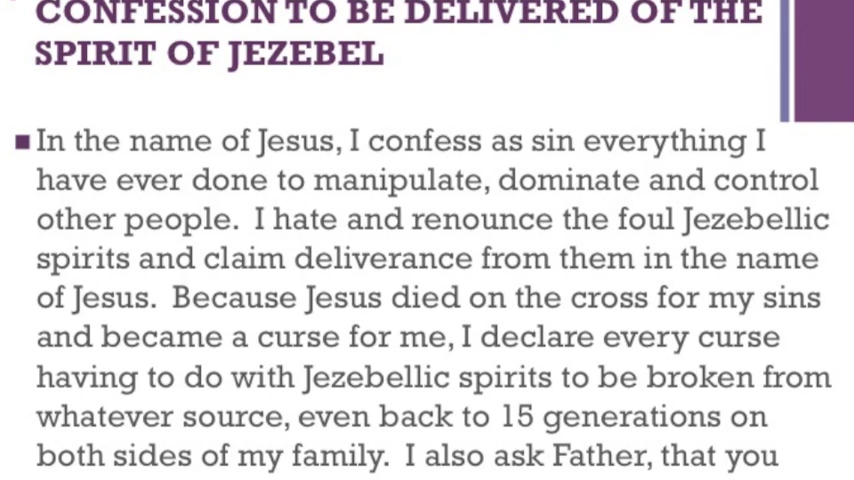 CONFESSION TO BE DELIVERED OF THE
SPIRIT OF JEZEBEL
In the name of Jesus, I confess as sin everything I
have ever done to manipulate, dominate and control
other people. I hate and renounce the foul Jezebellic
spirits and claim deliverance from them in the name
of Jesus. Because Jesus died on the cross for my sins
and became a curse for me, I declare every curse
having to do with Jezebellic spirits to be broken from
whatever source, even back to 15 generations on
both sides of my family. I also ask Father, that you